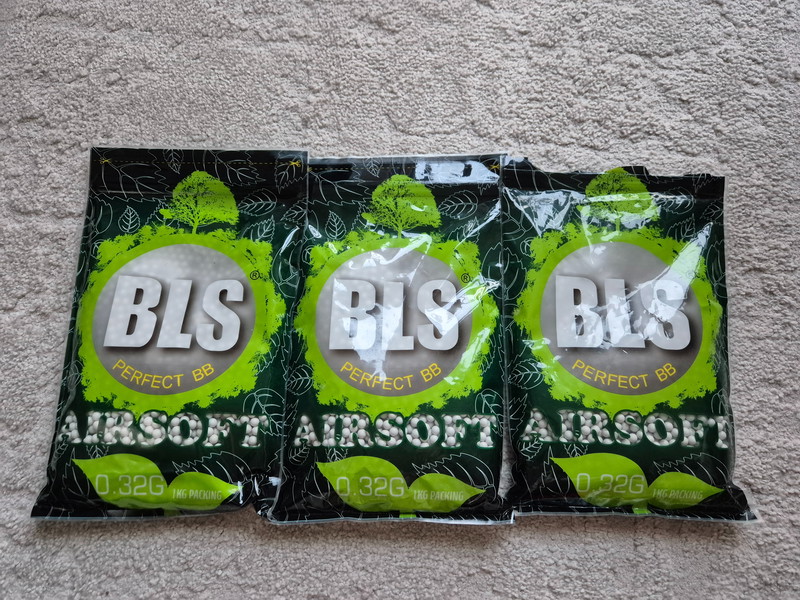 BLS®
PERFECT BB
AIRSOFT
0.32G 1KG PACKING
BLS®
PERFECT BB
AIRSOFT
0.32G 1KG PACKING
BLS
PERFECT BB
AIRSOFT
0.32G 1KG PACKING